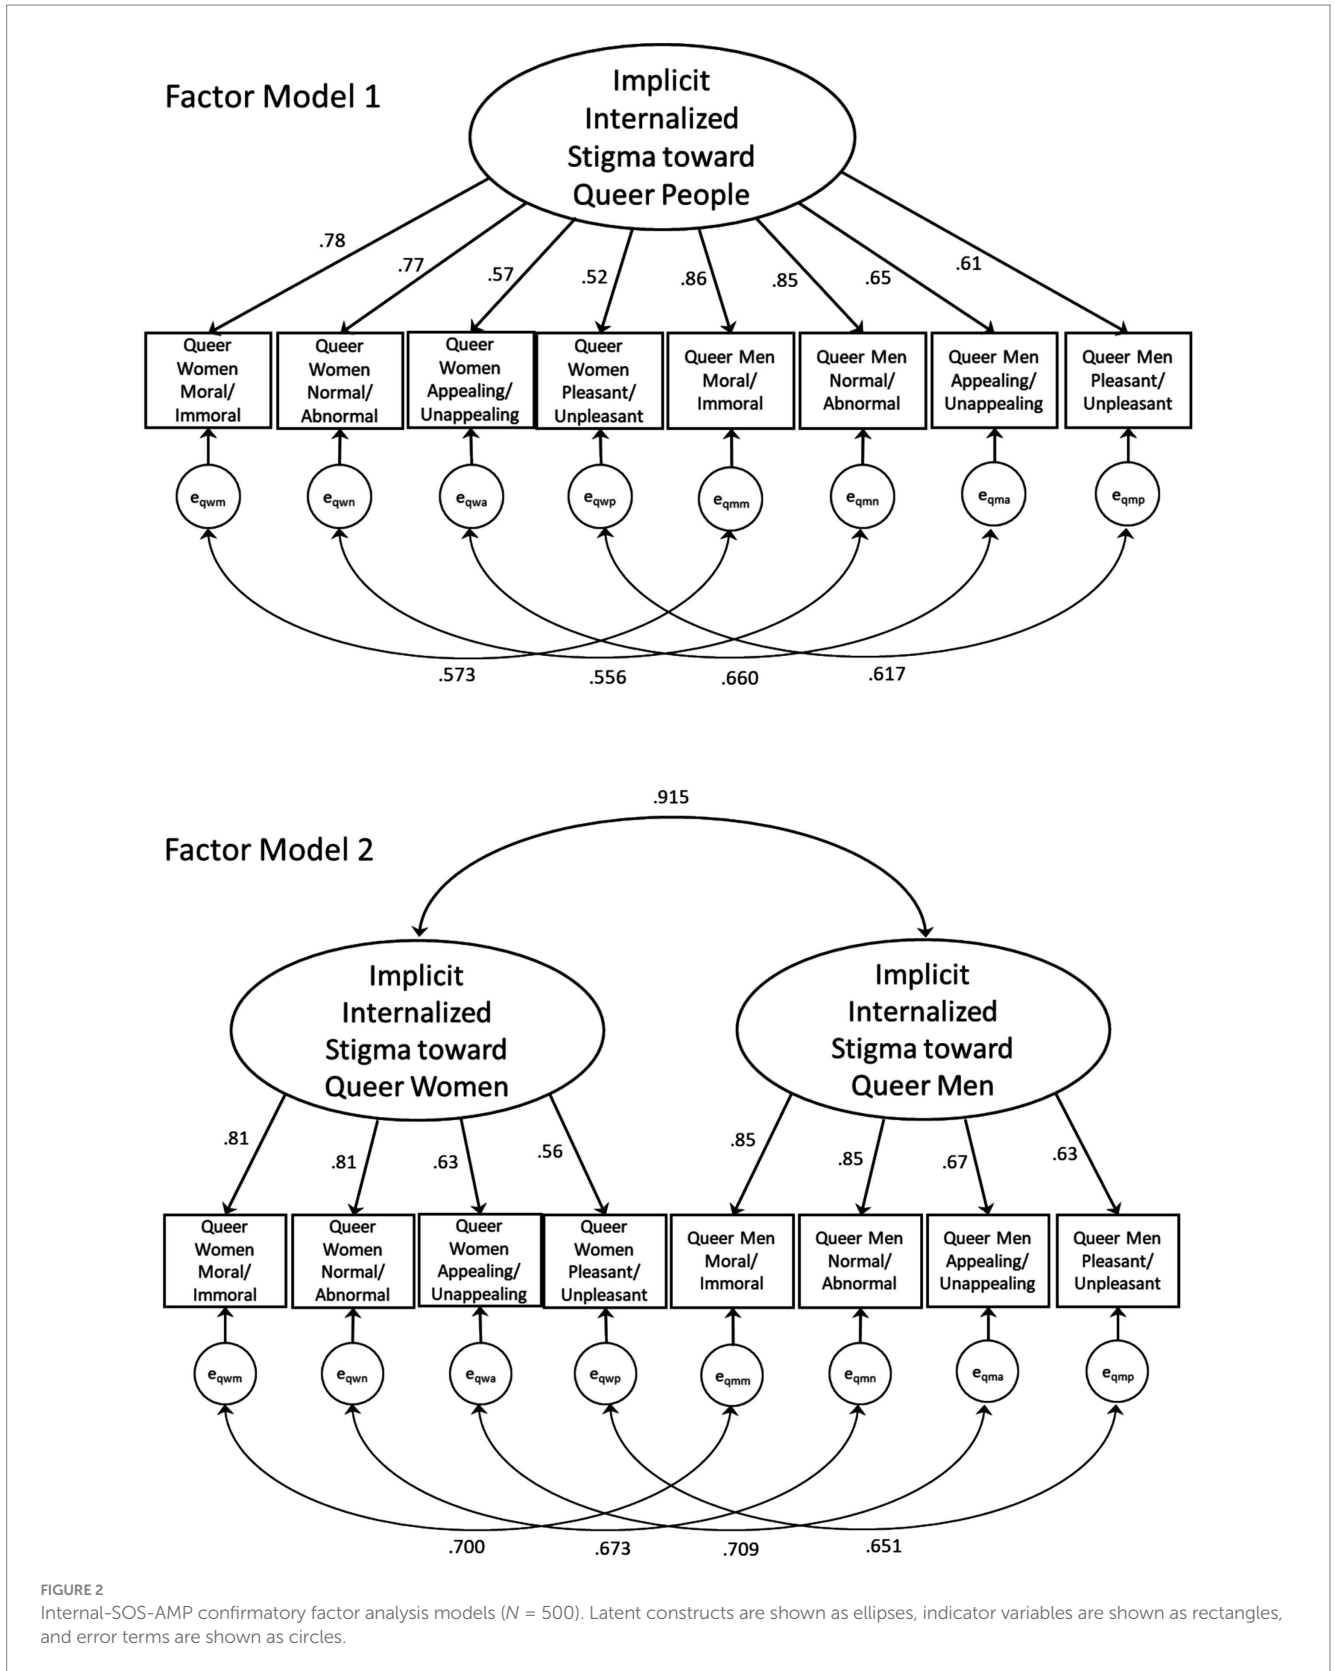 Factor Model 1
Implicit
Internalized
Stigma toward
Queer People
.78
.77
.57
.52
.86
.85
.65
.61
Queer
Women
Moral/
Immoral
Queer
Women
Normal/
Abnormal
Queer
Women
Appealing/
Unappealing
Queer
Women
Pleasant/
Unpleasant
Queer Men
Moral/
Immoral
Queer Men
Normal/
Abnormal
Queer Men
Appealing/
Unappealing
Queer Men
Pleasant/
Unpleasant
eqwm
eqwn
eqwa
eqwp
eqmm
eqmn
eqma
eqmp
.573
.556
.660
.617
.915
Factor Model 2
Implicit
Internalized
Stigma toward
Queer Women
Implicit
Internalized
Stigma toward
Queer Men
.81
.81
.63
.56
.85
.85
.67
.63
Queer
Women
Moral/
Immoral
Queer
Women
Normal/
Abnormal
Queer
Women
Appealing/
Unappealing
Queer
Women
Pleasant/
Unpleasant
Queer Men
Moral/
Immoral
Queer Men
Normal/
Abnormal
Queer Men
Appealing/
Unappealing
Queer Men
Pleasant/
Unpleasant
eqwm
eqwn
eqwa
eqwp
eqmm
eqmn
eqma
eqmp
.700
.673
.709
.651
FIGURE 2
Internal-SOS-AMP confirmatory factor analysis models (N = 500). Latent constructs are shown as ellipses, indicator variables are shown as rectangles,
and error terms are shown as circles.